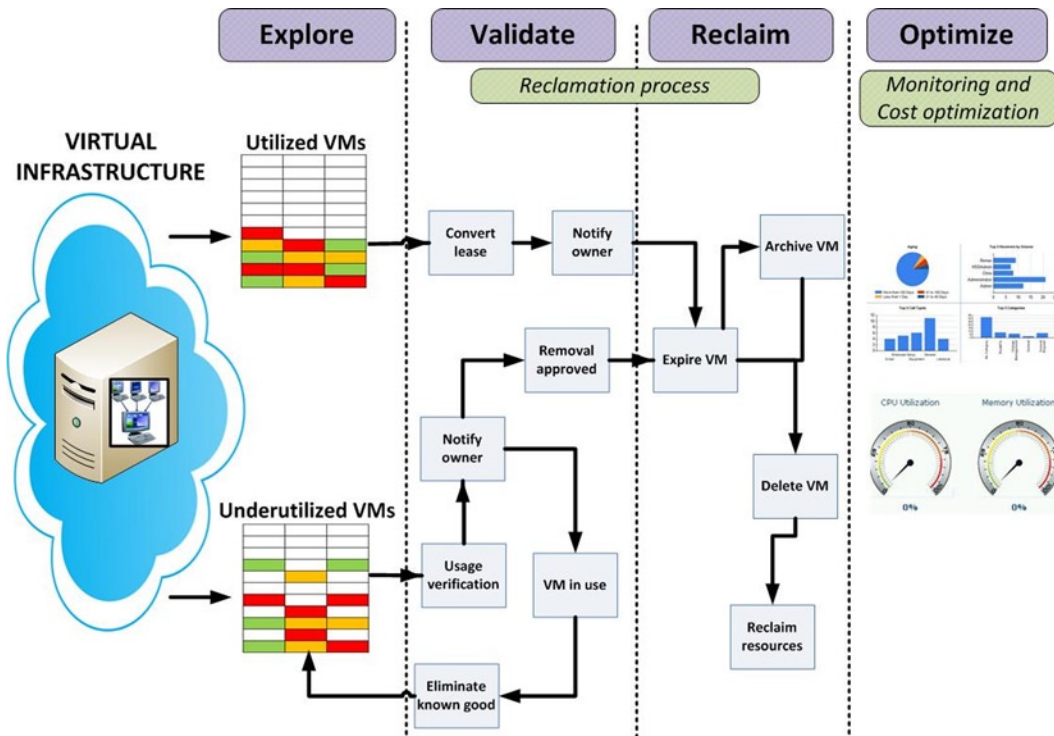 Explore
Validate
Reclaim
Optimize
Reclamation process
Monitoring and
Cost optimization
VIRTUAL
INFRASTRUCTURE
Utilized VMs
Convert
lease
Notify
owner
Archive VM
Removal
approved
Expire VM
Notify
owner
Delete VM
Underutilized VMs
Usage
verification
VM in use
Reclaim
resources
Eliminate
known good
Aging
CPU Utilization
Memory Utilization
0%
0%